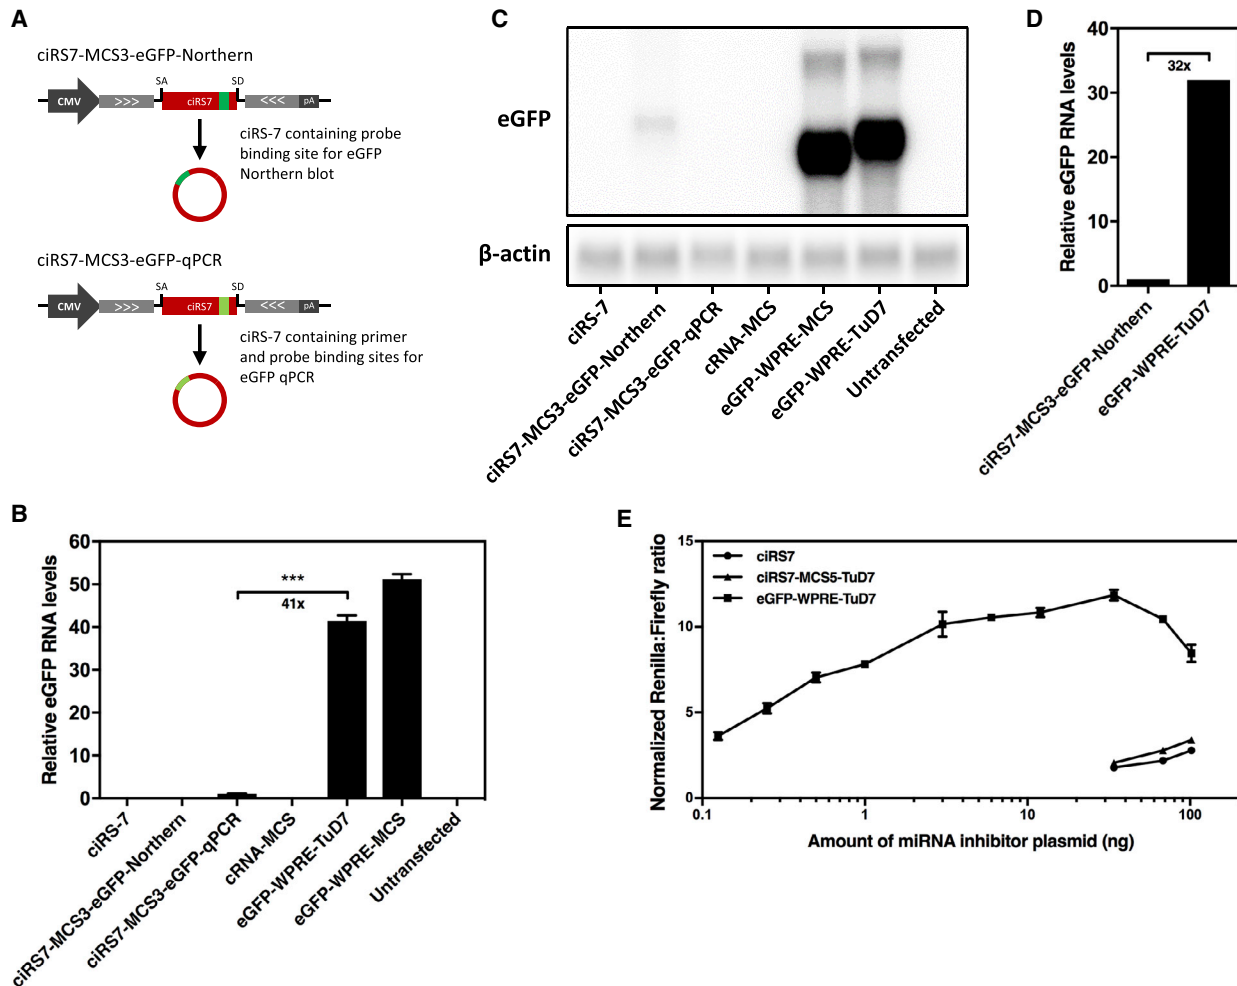 A
ciRS7-MCS3-eGFP-Northern
SA
SD
CMV
>>>
ciRS7
<<<
pA
ciRS-7 containing probe
binding site for eGFP
Northern blot
ciRS7-MCS3-eGFP-qPCR
SA
SD
CMV
>>>
ciRS7
<<<
pA
ciRS-7 containing primer
and probe binding sites for
eGFP qPCR
B
Relative eGFP RNA levels
60
50
40
30
20
10
0
***
41x
ciRS-7
ciRS7-MCS3-eGFP-Northern
ciRS7-MCS3-eGFP-qPCR
cRNA-MCS
eGFP-WPRE-TuD7
eGFP-WPRE-MCS
Untransfected
C
eGFP
β-actin
ciRS-7
ciRS7-MCS3-eGFP-Northern
ciRS7-MCS3-eGFP-qPCR
cRNA-MCS
eGFP-WPRE-MCS
eGFP-WPRE-TuD7
Untransfected
D
Relative eGFP RNA levels
40
30
20
10
0
32x
ciRS7-MCS3-eGFP-Northern
eGFP-WPRE-TuD7
E
Normalized Renilla:Firefly ratio
15
10
5
0
ciRS7
ciRS7-MCS5-TuD7
eGFP-WPRE-TuD7
0.1
1
10
100
Amount of miRNA inhibitor plasmid (ng)